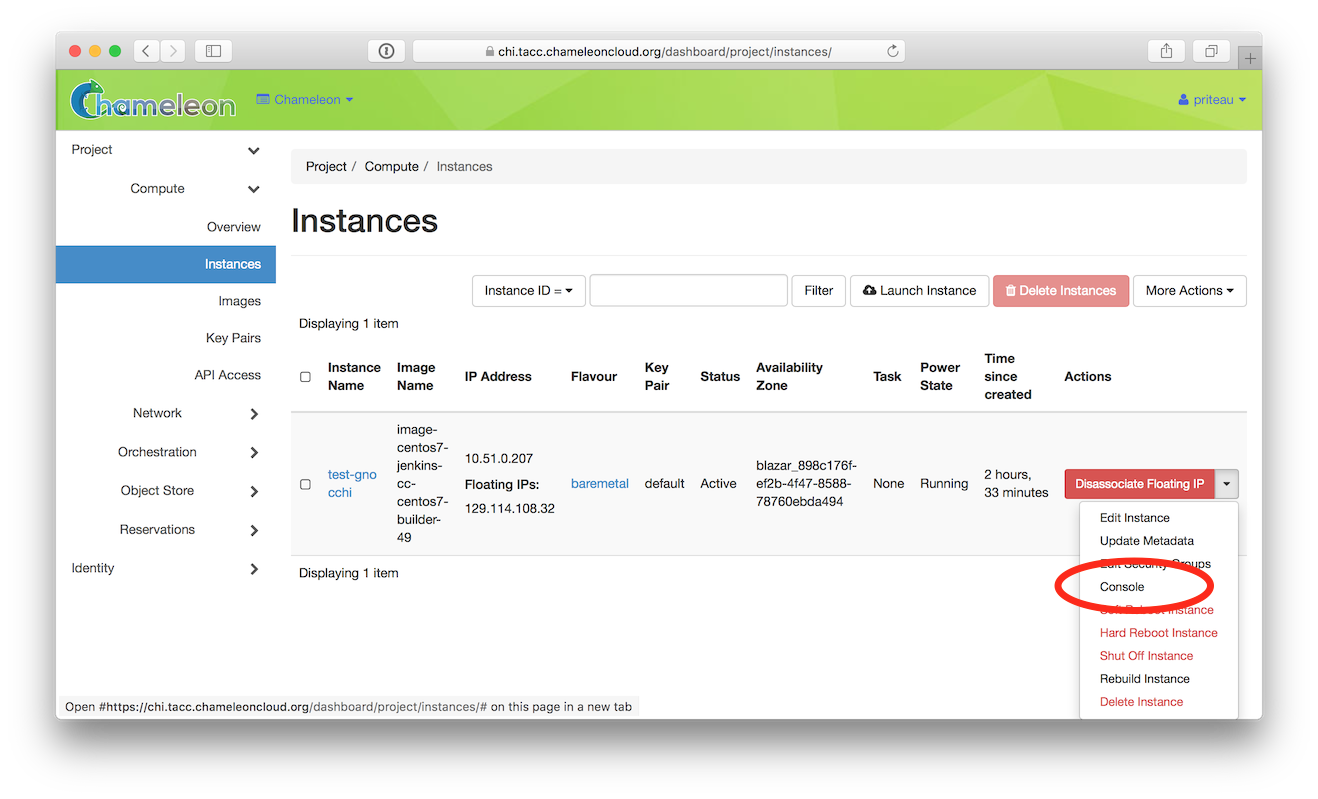 chi.tacc.chameleoncloud.org/dashboard/project/instances/
Chameleon
Chameleon
priteau
Project
Compute
Overview
Instances
Images
Key Pairs
API Access
Network
Orchestration
Object Store
Reservations
Identity
Project / Compute / Instances
Instances
Instance ID =
Filter
Launch Instance
Delete Instances
More Actions
Displaying 1 item
Instance
Name
Image
Name
IP Address
Flavour
Key
Pair
Status
Availability
Zone
Task
Power
State
Time
since
created
Actions
test-gno
cchi
image-
centos7-
jenkins-
cc-
centos7-
builder-
49
10.51.0.207
Floating IPs:
129.114.108.32
baremetal
default
Active
blazar_898c176f-
ef2b-4f47-8588-
78760ebda494
None
Running
2 hours,
33 minutes
Disassociate Floating IP
Edit Instance
Update Metadata
Edit Security Groups
Console
Soft Reboot Instance
Hard Reboot Instance
Shut Off Instance
Rebuild Instance
Delete Instance
Displaying 1 item
Open #https://chi.tacc.chameleoncloud.org/dashboard/project/instances/# on this page in a new tab